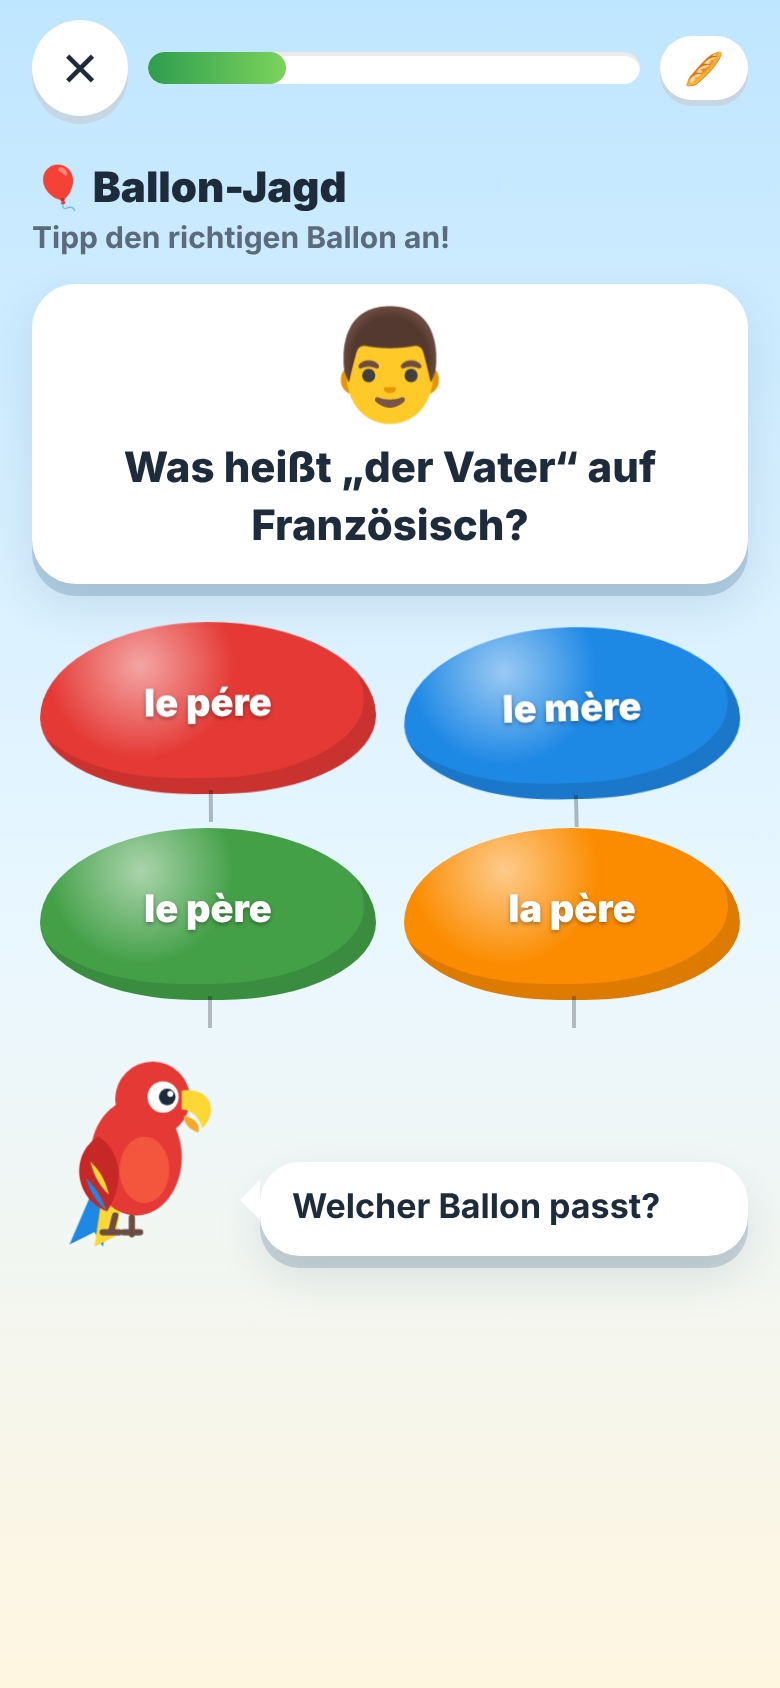 Ballon-Jagd
Tipp den richtigen Ballon an!
Was heißt „der Vater“ auf
Französisch?
le pére
le mère
le père
la père
Welcher Ballon passt?